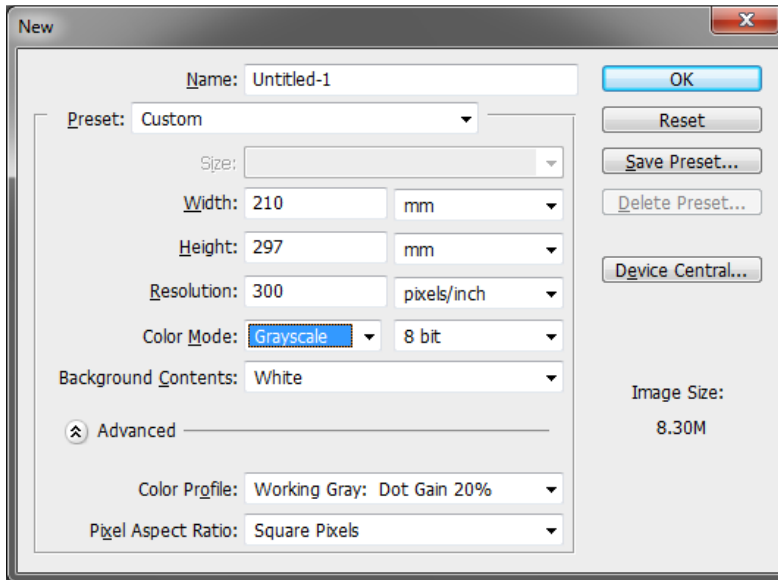 New
Name: Untitled-1
OK
Preset: Custom
Reset
Size:
Save Preset...
Width: 210 mm
Delete Preset...
Height: 297 mm
Device Central...
Resolution: 300 pixels/inch
Color Mode: Grayscale 8 bit
Background Contents: White
Image Size:
Advanced
8.30M
Color Profile: Working Gray: Dot Gain 20%
Pixel Aspect Ratio: Square Pixels